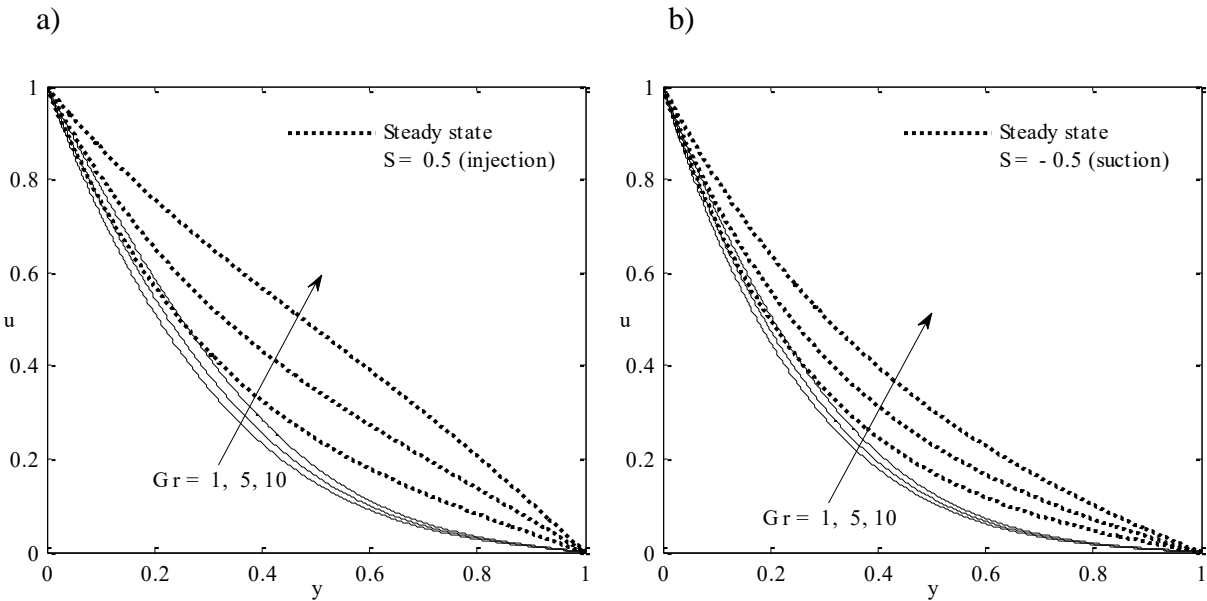 a)
1
0.8
0.6
0.4
0.2
0
u
0
0.2
0.4
0.6
0.8
1
y
Steady state
S = 0.5 (injection)
Gr = 1, 5, 10
b)
1
0.8
0.6
0.4
0.2
0
u
0
0.2
0.4
0.6
0.8
1
y
Steady state
S = - 0.5 (suction)
Gr = 1, 5, 10